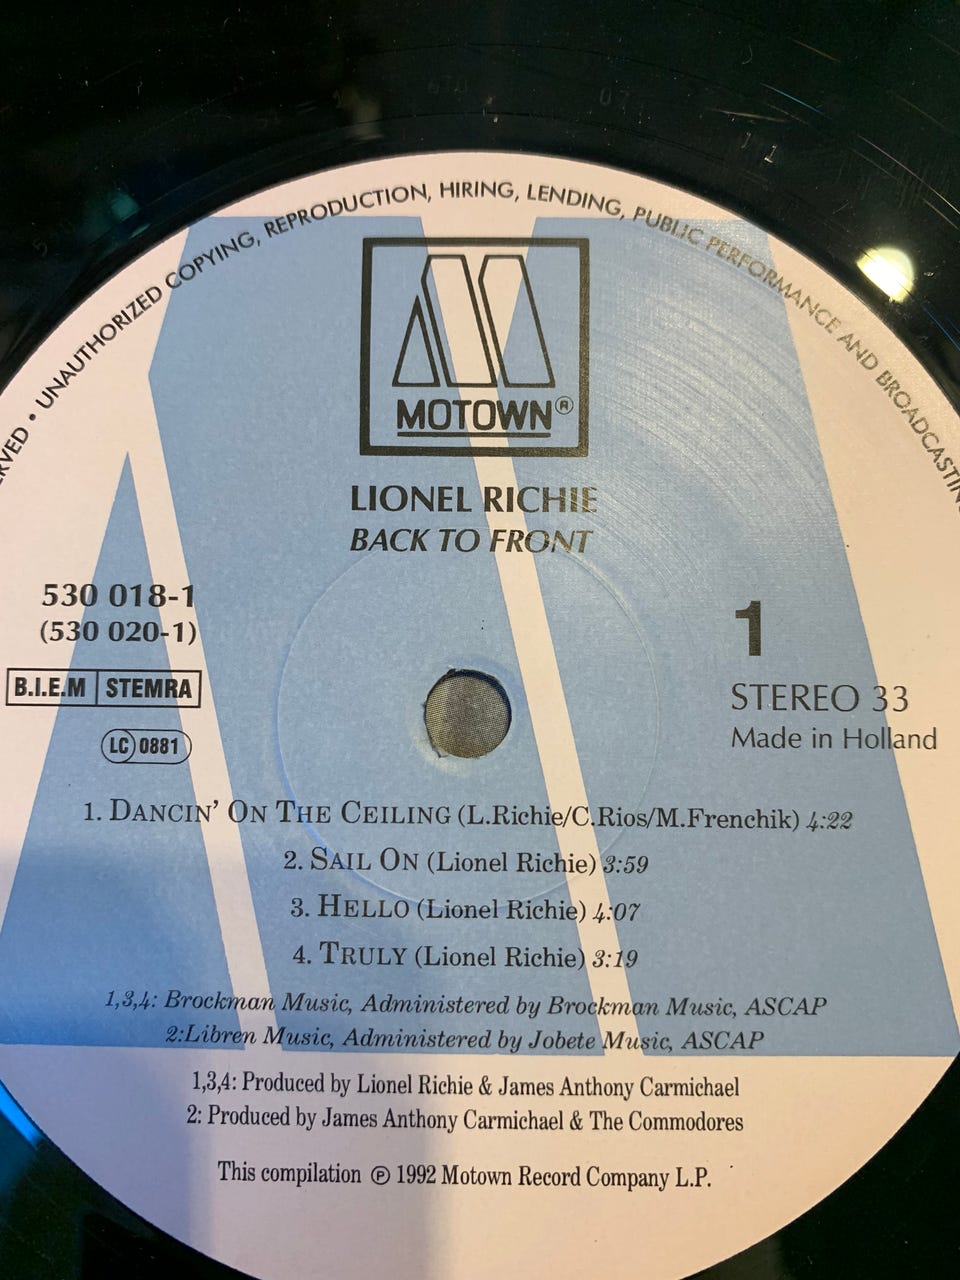 RVED • UNAUTHORIZED COPYING, REPRODUCTION, HIRING, LENDING, PUBLIC PERFORMANCE AND BROADCASTING
MOTOWN®
LIONEL RICHIE
BACK TO FRONT
530 018-1
(530 020-1)
B.I.E.M STEMRA
LC 0881
1
STEREO 33
Made in Holland
1. DANCIN' ON THE CEILING (L.Richie/C.Rios/M.Frenchik) 4:22
2. SAIL ON (Lionel Richie) 3:59
3. HELLO (Lionel Richie) 4:07
4. TRULY (Lionel Richie) 3:19
1,3,4: Brockman Music, Administered by Brockman Music, ASCAP
2:Libren Music, Administered by Jobete Music, ASCAP
1,3,4: Produced by Lionel Richie & James Anthony Carmichael
2: Produced by James Anthony Carmichael & The Commodores
This compilation ℗ 1992 Motown Record Company L.P.